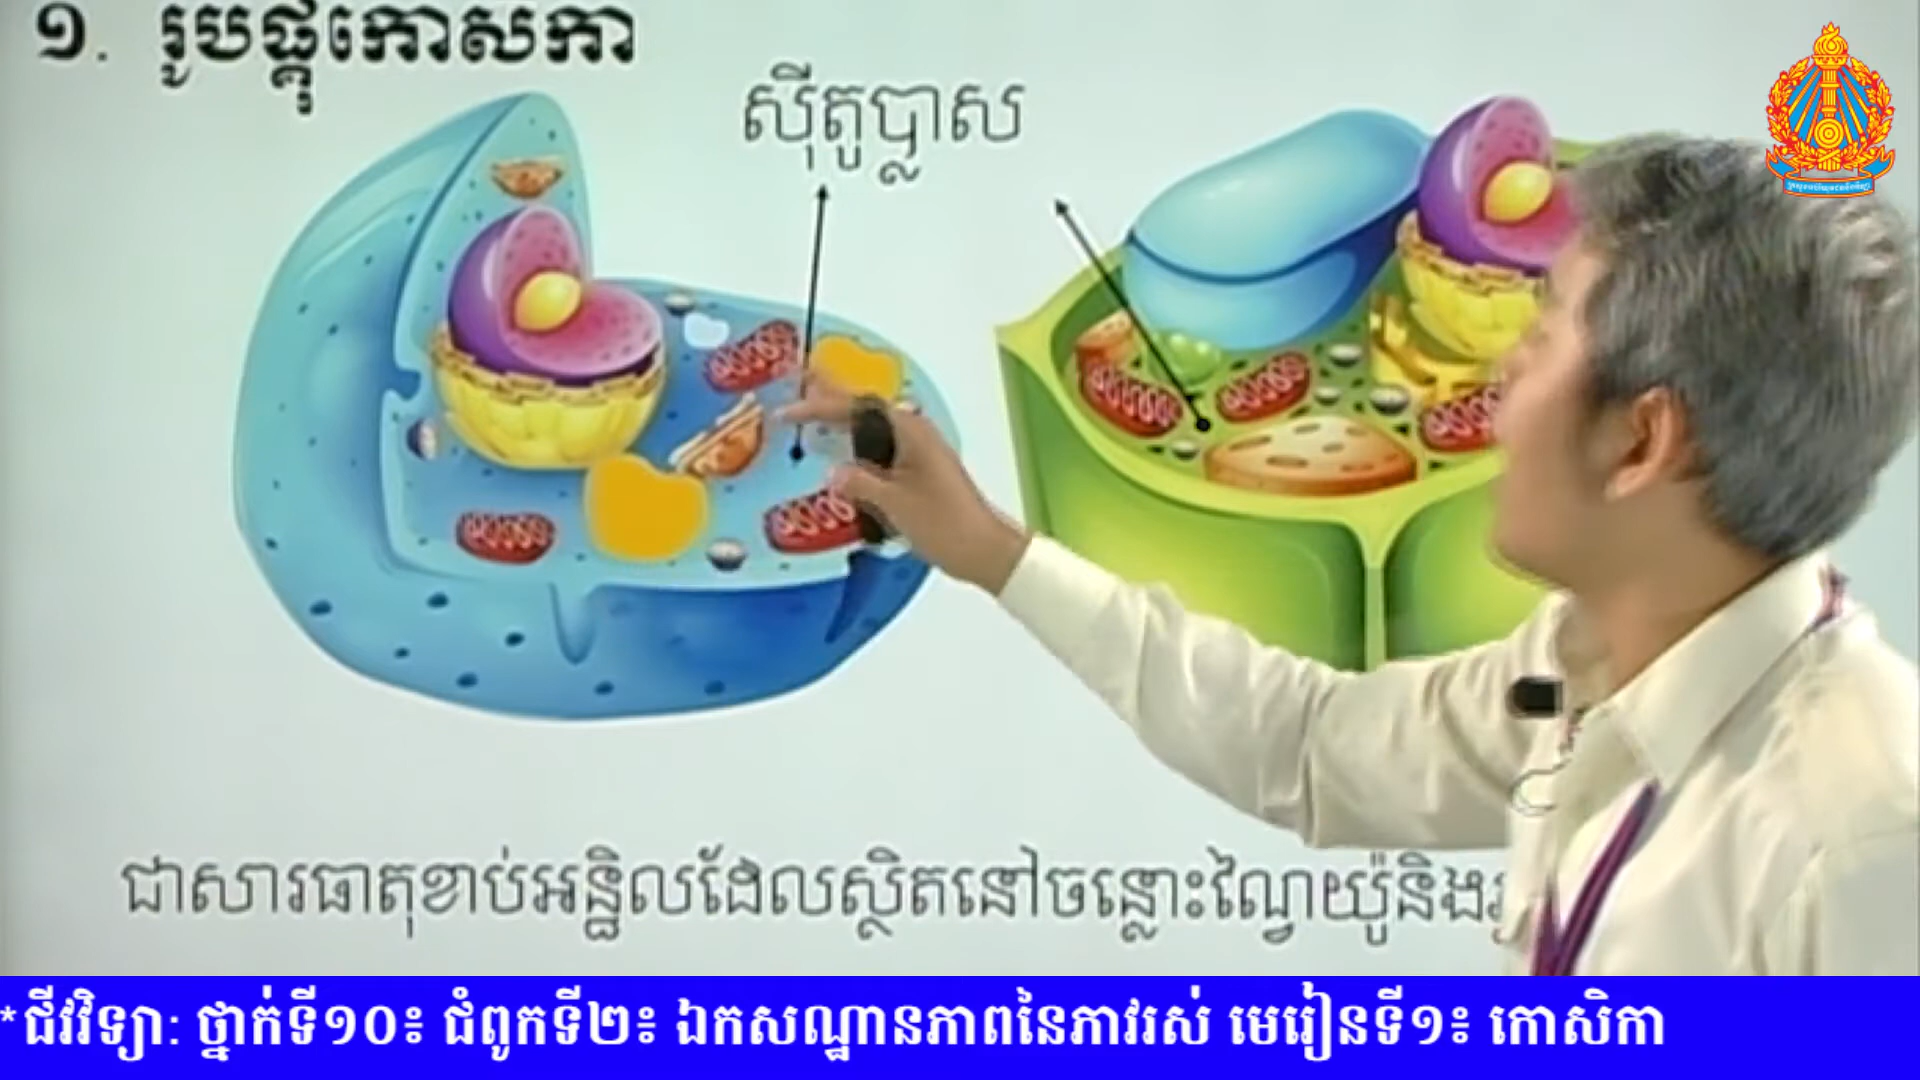 ១. រូបផ្គុំកោសកា
ស៊ីតូប្លាស
ជាសារធាតុខាប់អន្ធិលដែលស្ថិតនៅចន្លោះណ្វៃយ៉ូនិង
*ជីវវិទ្យា: ថ្នាក់ទី១០៖ ជំពូកទី២៖ ឯកសណ្ឋានភាពនៃភាវរស់ មេរៀនទី១៖ កោសិកា